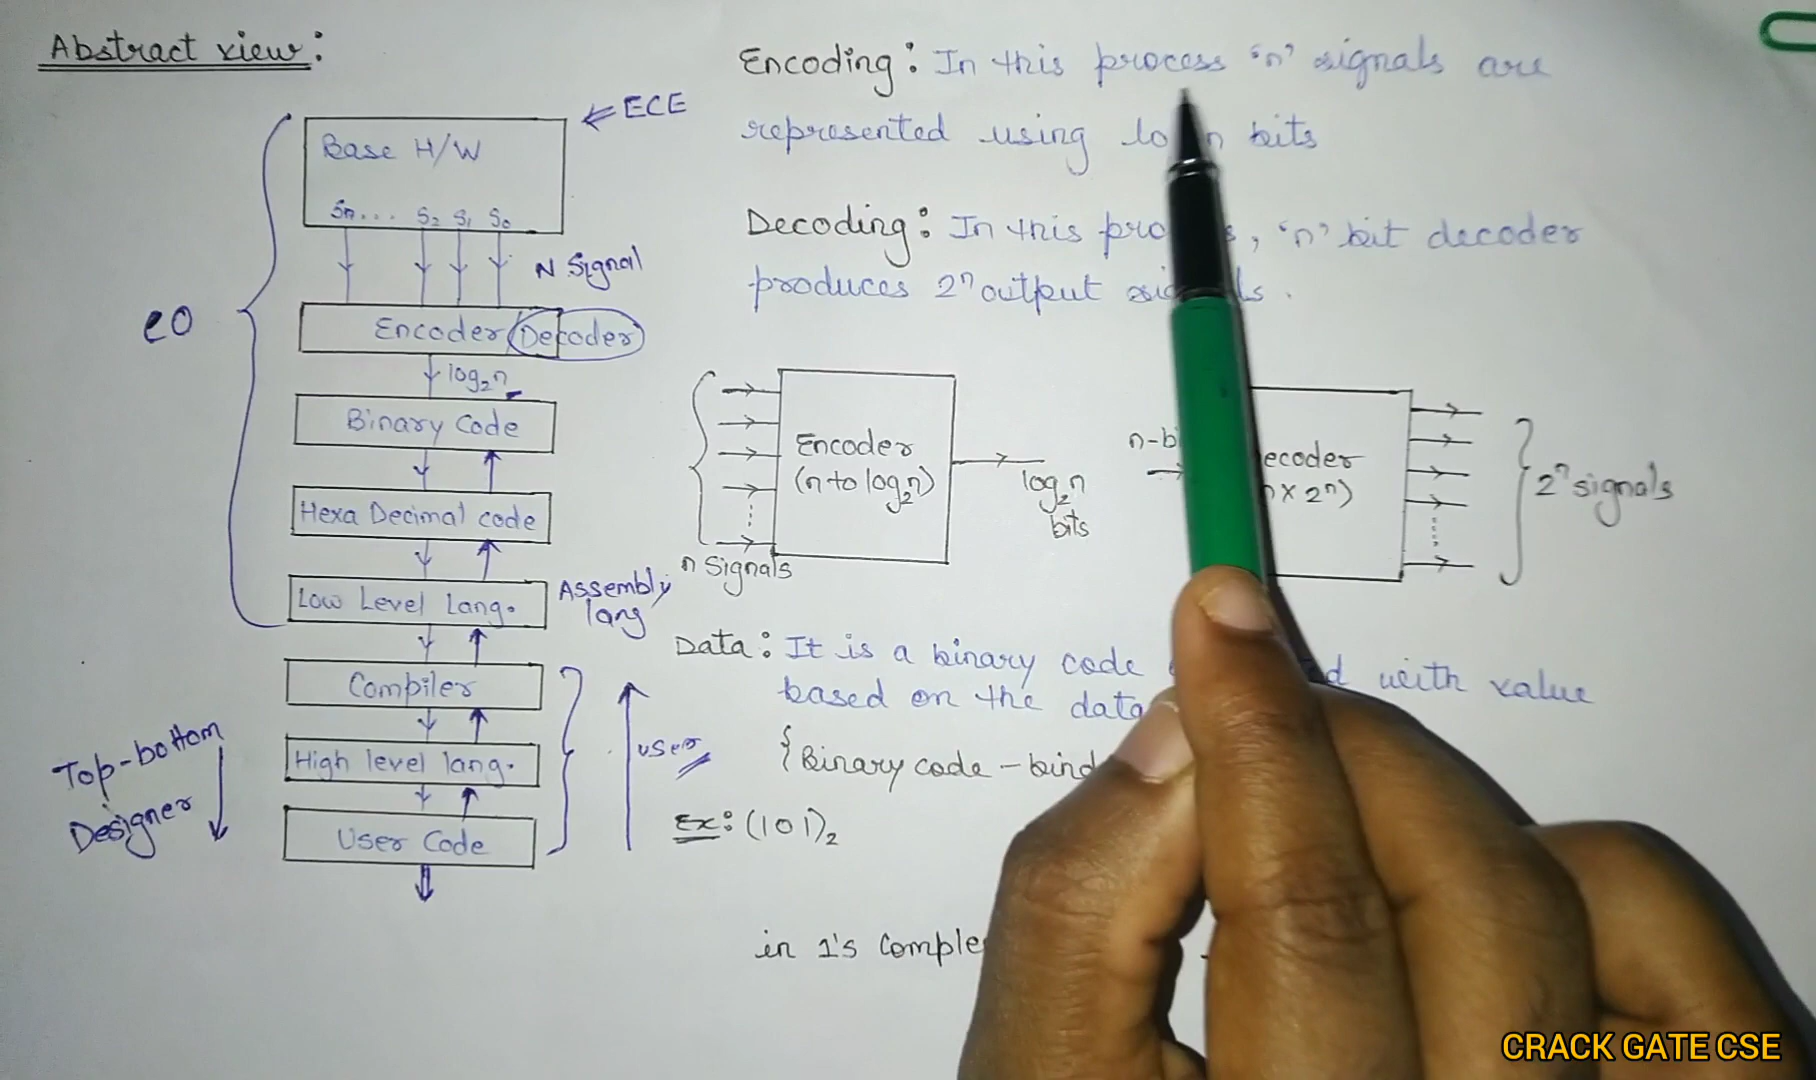 Abstract view:
ECE
Base H/W
Sn... S2 S1 S0
N Signal
CO
Encoder Decoder
log₂n
Binary Code
Hexa Decimal code
Low Level Lang.
Assembly
lang
Compiler
High level lang.
User Code
user
Top-bottom
Designer
Encoding: In this process 'n' signals are
represented using bits
Decoding: In this , 'n' bit decoder
produces 2ⁿ output
Encoder
(n to log₂n)
n Signals
log₂n
bits
2ⁿ signals
Data: It is a binary code with value
based on the data
{Binary code -
Ex: (101)₂
in 1's
CRACK GATE CSE